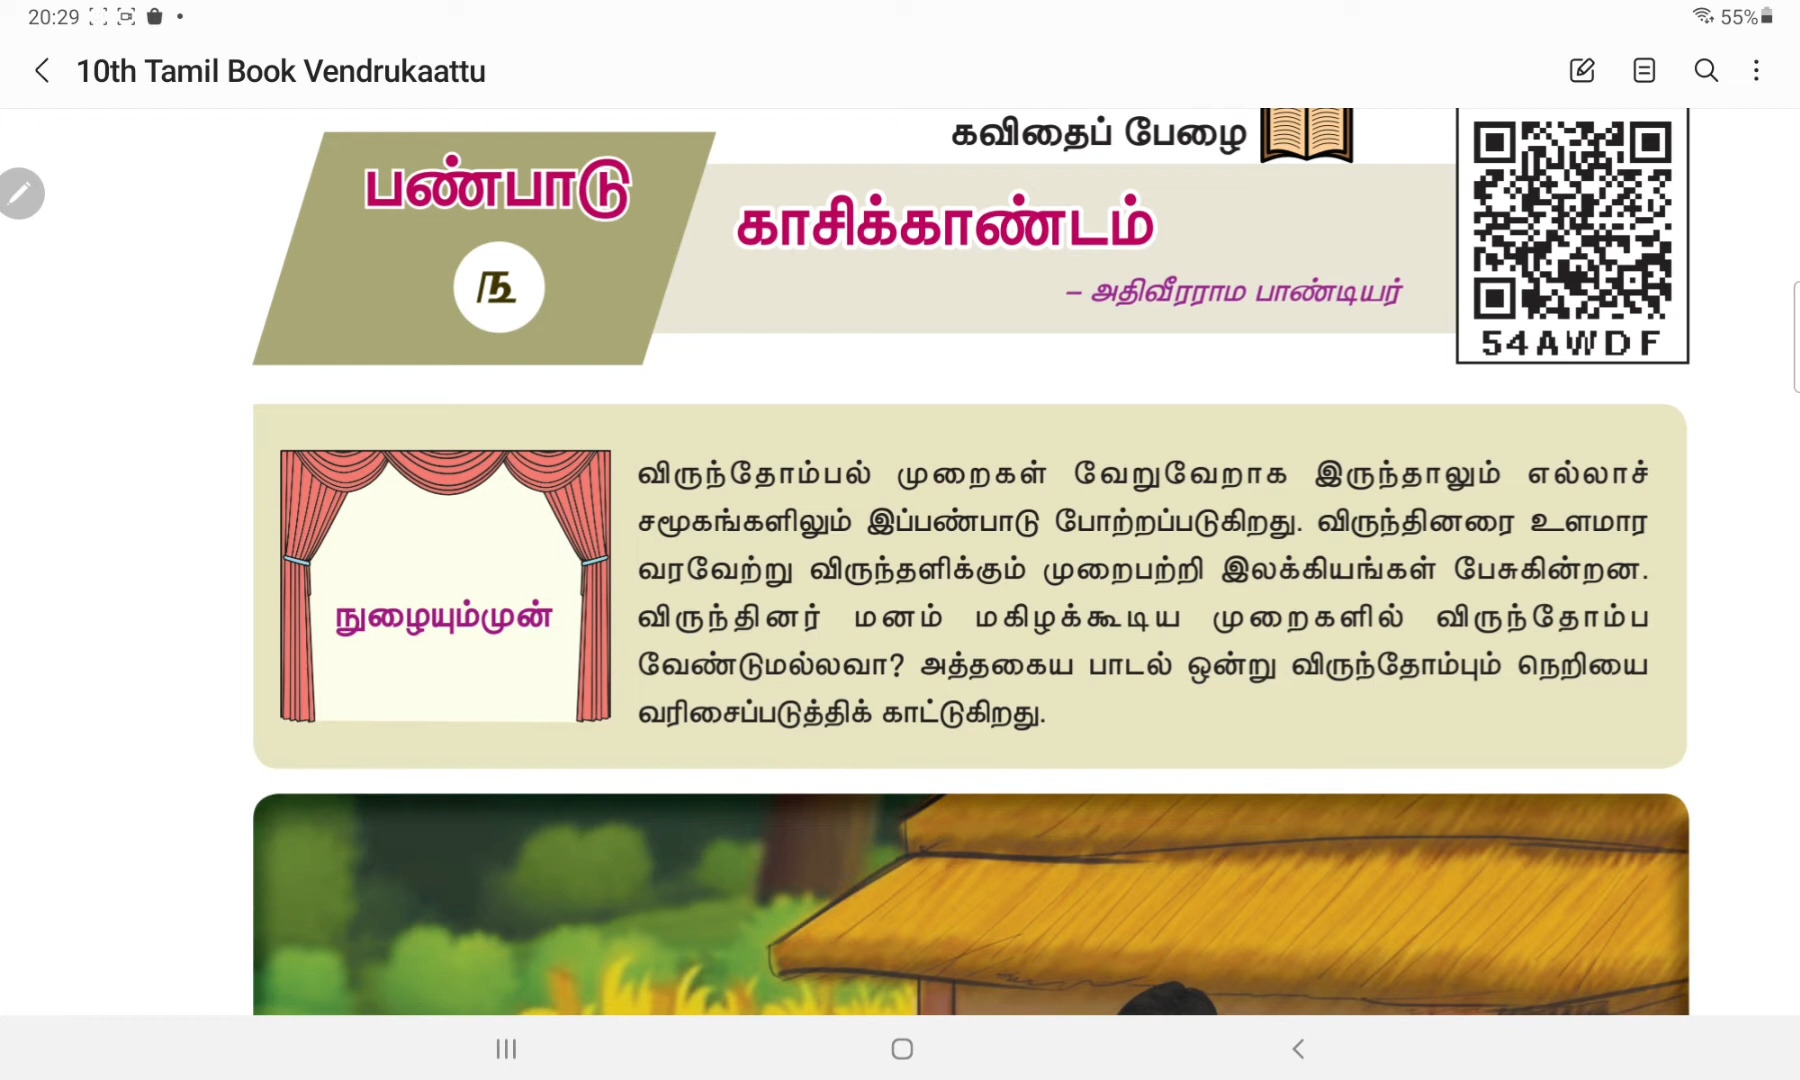 20:29
55%
10th Tamil Book Vendrukaattu
கவிதைப் பேழை
பண்பாடு
௩
காசிக்காண்டம்
– அதிவீரராம பாண்டியர்
54AWDF
நுழையும்முன்
விருந்தோம்பல் முறைகள் வேறுவேறாக இருந்தாலும் எல்லாச்
சமூகங்களிலும் இப்பண்பாடு போற்றப்படுகிறது. விருந்தினரை உளமார
வரவேற்று விருந்தளிக்கும் முறைபற்றி இலக்கியங்கள் பேசுகின்றன.
விருந்தினர் மனம் மகிழக்கூடிய முறைகளில் விருந்தோம்ப
வேண்டுமல்லவா? அத்தகைய பாடல் ஒன்று விருந்தோம்பும் நெறியை
வரிசைப்படுத்திக் காட்டுகிறது.